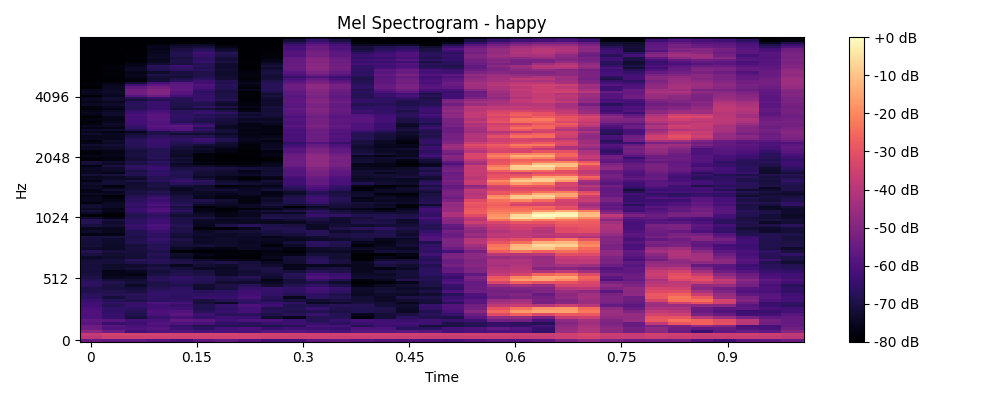 Mel Spectrogram - happy
+0 dB
-10 dB
-20 dB
-30 dB
-40 dB
-50 dB
-60 dB
-70 dB
-80 dB
Hz
4096
2048
1024
512
0
0 0.15 0.3 0.45 0.6 0.75 0.9
Time